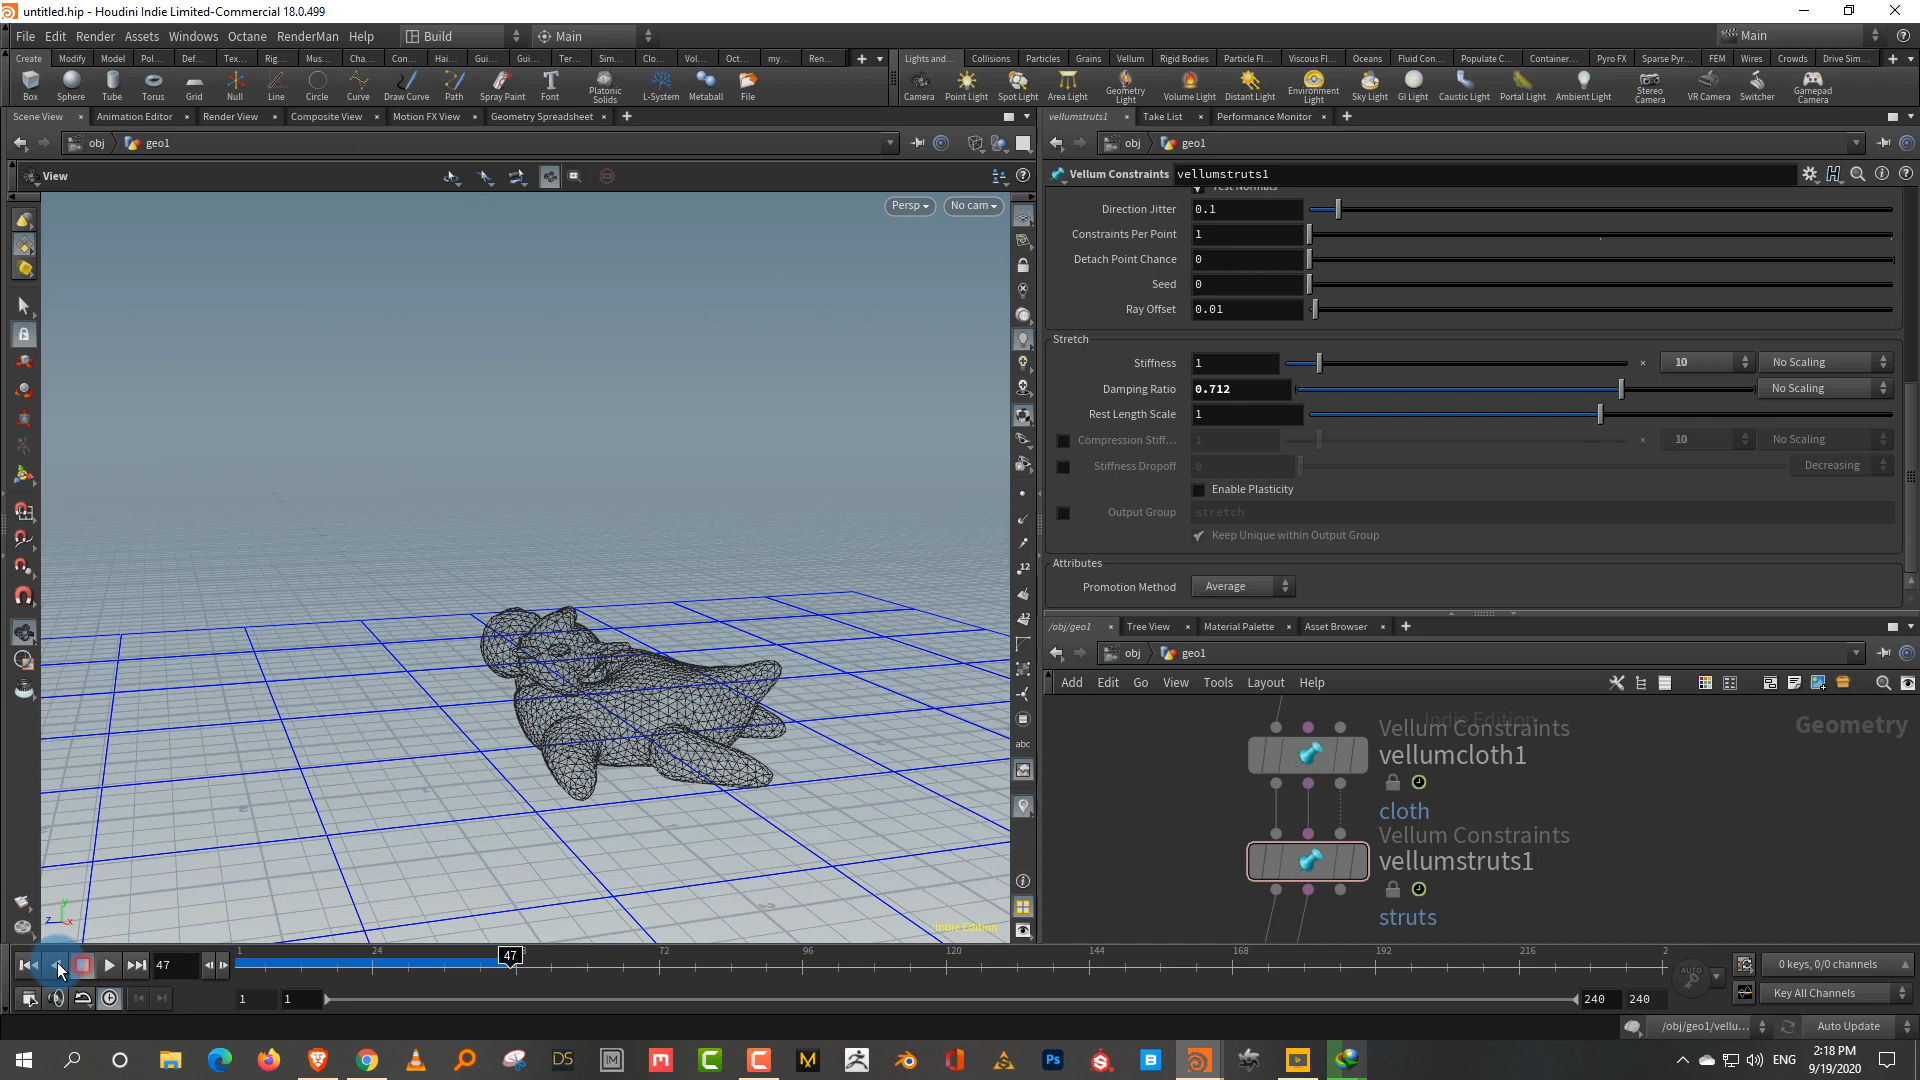 untitled.hip - Houdini Indie Limited-Commercial 18.0.499
File Edit Render Assets Windows Octane RenderMan Help Build Main Main
Create Modify Model Pol... Def... Tex... Rig... Mus... Cha... Con... Hai... Gui... Gui... Ter... Sim... Clo... Vol... Oct... my... Ren...
Lights and... Collisions Particles Grains Vellum Rigid Bodies Particle Fl... Viscous Fl... Oceans Fluid Con... Populate C... Container... Pyro FX Sparse Pyr... FEM Wires Crowds Drive Sim...
Box Sphere Tube Torus Grid Null Line Circle Curve Draw Curve Path Spray Paint Font Platonic Solids L-System Metaball File
Camera Point Light Spot Light Area Light Geometry Light Volume Light Distant Light Environment Light Sky Light GI Light Caustic Light Portal Light Ambient Light Stereo Camera VR Camera Switcher Gamepad Camera
Scene View Animation Editor Render View Composite View Motion FX View Geometry Spreadsheet
vellumstruts1 Take List Performance Monitor
obj geo1
obj geo1
View
Persp No cam
Vellum Constraints vellumstruts1
Test Normals
Direction Jitter 0.1
Constraints Per Point 1
Detach Point Chance 0
Seed 0
Ray Offset 0.01
Stretch
Stiffness 1 × 10 No Scaling
Damping Ratio 0.712 No Scaling
Rest Length Scale 1
Compression Stiff... 1 × 10 No Scaling
Stiffness Dropoff 0 Decreasing
Enable Plasticity
Output Group stretch
Keep Unique within Output Group
Attributes
Promotion Method Average
/obj/geo1 Tree View Material Palette Asset Browser
obj geo1
Add Edit Go View Tools Layout Help
Indie Edition
Geometry
Vellum Constraints
vellumcloth1
cloth
Vellum Constraints
vellumstruts1
struts
12
12
abc
z y x
Indie Edition
47 1 24 47 72 96 120 144 168 192 216 2
0 keys, 0/0 channels
AUTO
1 1 240 240
Key All Channels
/obj/geo1/vellu... Auto Update
DS M C C M Ps S B
ENG
2:18 PM
9/19/2020